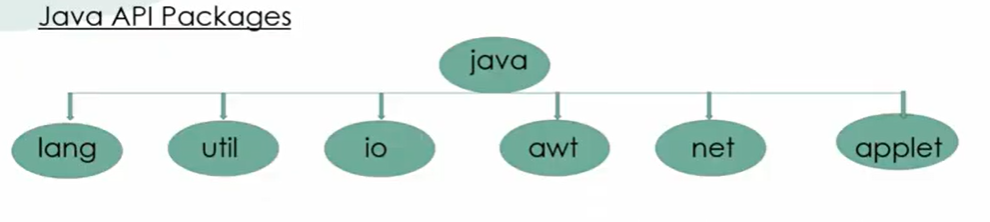 Java API Packages
java
lang util io awt net applet